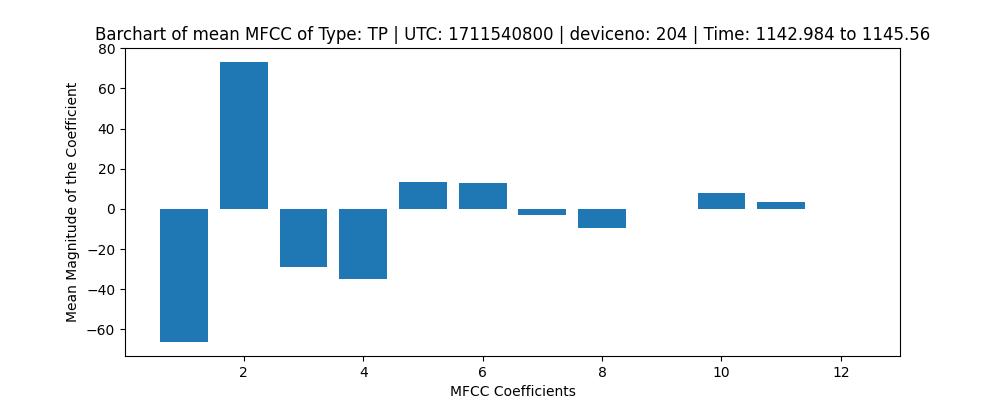 Barchart of mean MFCC of Type: TP | UTC: 1711540800 | deviceno: 204 | Time: 1142.984 to 1145.56
80
60
40
20
0
−20
−40
−60
Mean Magnitude of the Coefficient
2 4 6 8 10 12
MFCC Coefficients